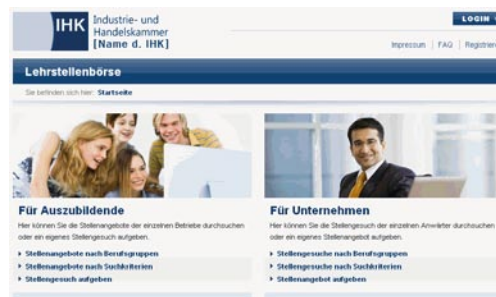 IHK
Industrie- und
Handelskammer
[Name d. IHK]
LOGIN
Impressum | FAQ | Registrieren
Lehrstellenbörse
Sie befinden sich hier: Startseite
Für Auszubildende
Hier können Sie die Stellenangebote der einzelnen Betriebe durchsuchen
oder ein eigenes Stellengesuch aufgeben.
Stellenangebote nach Berufsgruppen
Stellenangebote nach Suchkriterien
Stellengesuch aufgeben
Für Unternehmen
Hier können Sie die Stellengesuch der einzelnen Anwärter durchsuchen
oder ein eigenes Stellenangebot aufgeben.
Stellengesuche nach Berufsgruppen
Stellengesuche nach Suchkriterien
Stellenangebot aufgeben